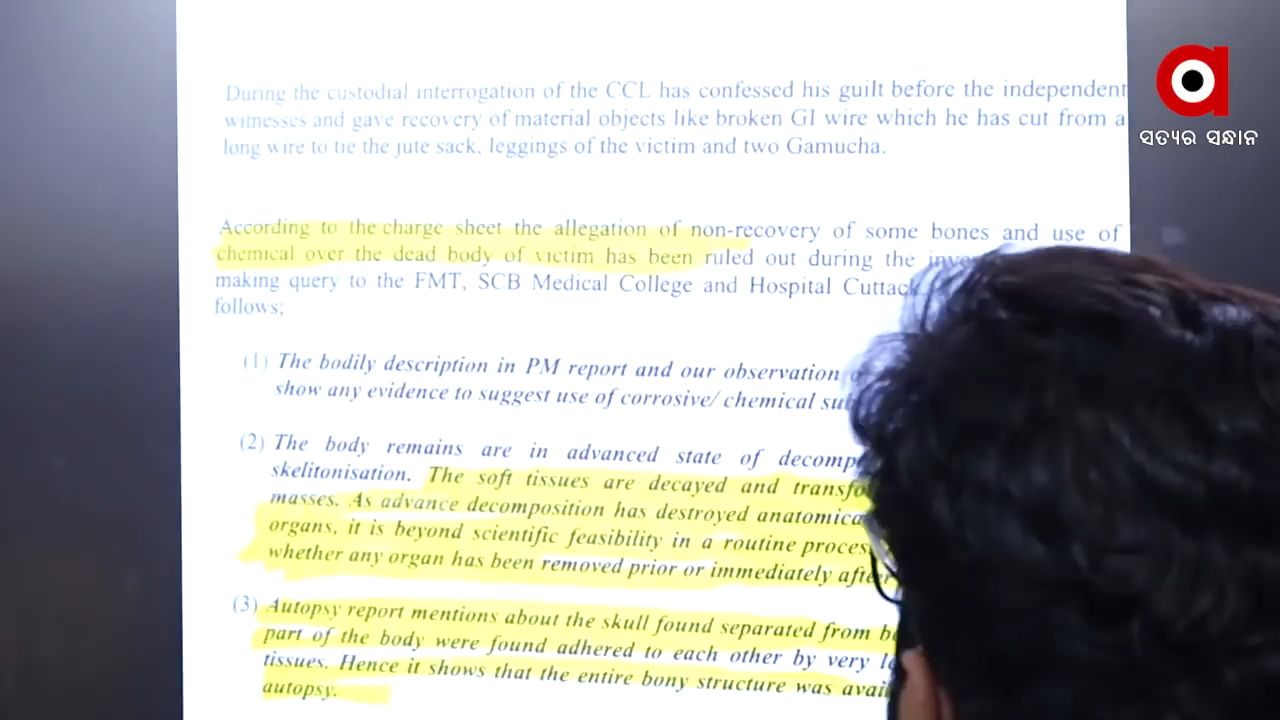 During the custodial interrogation of the CCL has confessed his guilt before the independent
witnesses and gave recovery of material objects like broken GI wire which he has cut from a
long wire to tie the jute sack, leggings of the victim and two Gamucha.
According to the charge sheet the allegation of non-recovery of some bones and use of
chemical over the dead body of victim has been ruled out during the
making query to the FMT, SCB Medical College and Hospital Cuttack
follows;
(1) The bodily description in PM report and our observation
show any evidence to suggest use of corrosive/ chemical
(2) The body remains are in advanced state of
skelitonisation. The soft tissues are decayed and
masses. As advance decomposition has destroyed
organs, it is beyond scientific feasibility in a routine
whether any organ has been removed prior or immediately
(3) Autopsy report mentions about the skull found separated from
part of the body were found adhered to each other by very
tissues. Hence it shows that the entire bony structure was
autopsy.
ସତ୍ୟର ସନ୍ଧାନ